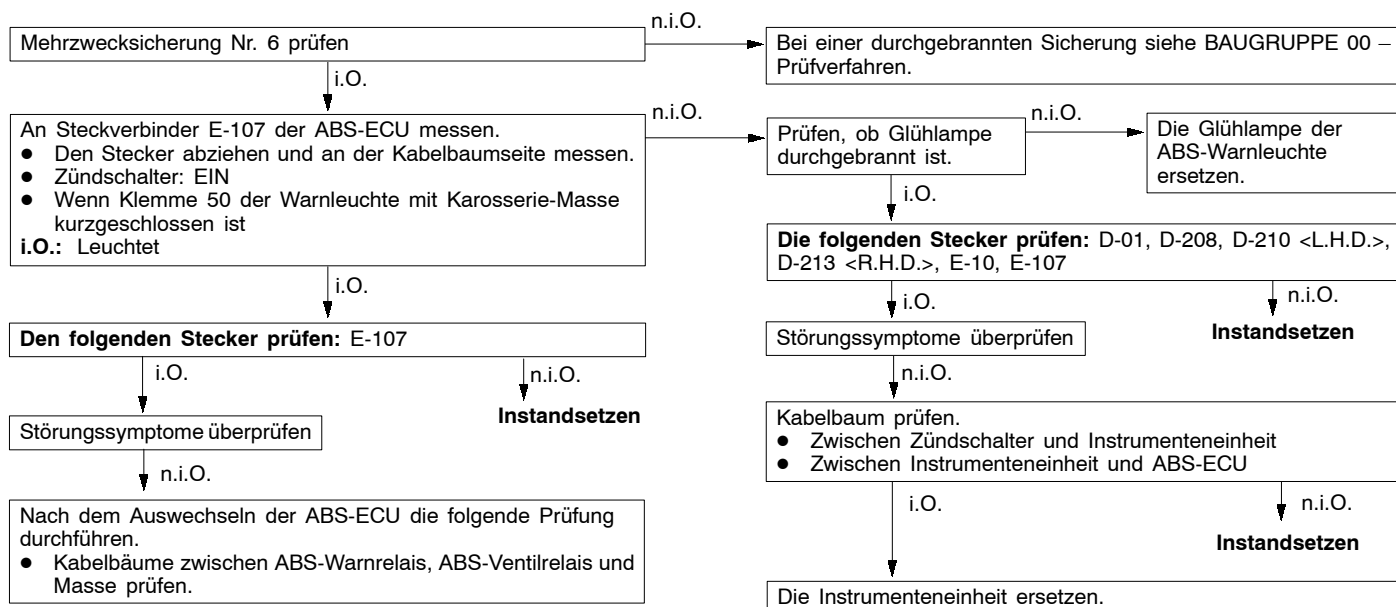 n.i.O.
Mehrzwecksicherung Nr. 6 prüfen
Bei einer durchgebrannten Sicherung siehe BAUGRUPPE 00 –
Prüfverfahren.
i.O.
An Steckverbinder E-107 der ABS-ECU messen.
● Den Stecker abziehen und an der Kabelbaumseite messen.
● Zündschalter: EIN
● Wenn Klemme 50 der Warnleuchte mit Karosserie-Masse
kurzgeschlossen ist
i.O.: Leuchtet
n.i.O.
Prüfen, ob Glühlampe
durchgebrannt ist.
n.i.O.
Die Glühlampe der
ABS-Warnleuchte
ersetzen.
i.O.
Die folgenden Stecker prüfen: D-01, D-208, D-210 <L.H.D.>,
D-213 <R.H.D.>, E-10, E-107
i.O.
Den folgenden Stecker prüfen: E-107
i.O.
n.i.O.
Instandsetzen
Störungssymptome überprüfen
i.O.
n.i.O.
Instandsetzen
Störungssymptome überprüfen
n.i.O.
Kabelbaum prüfen.
● Zwischen Zündschalter und Instrumenteneinheit
● Zwischen Instrumenteneinheit und ABS-ECU
n.i.O.
Nach dem Auswechseln der ABS-ECU die folgende Prüfung
durchführen.
● Kabelbäume zwischen ABS-Warnrelais, ABS-Ventilrelais und
Masse prüfen.
i.O.
n.i.O.
Instandsetzen
Die Instrumenteneinheit ersetzen.